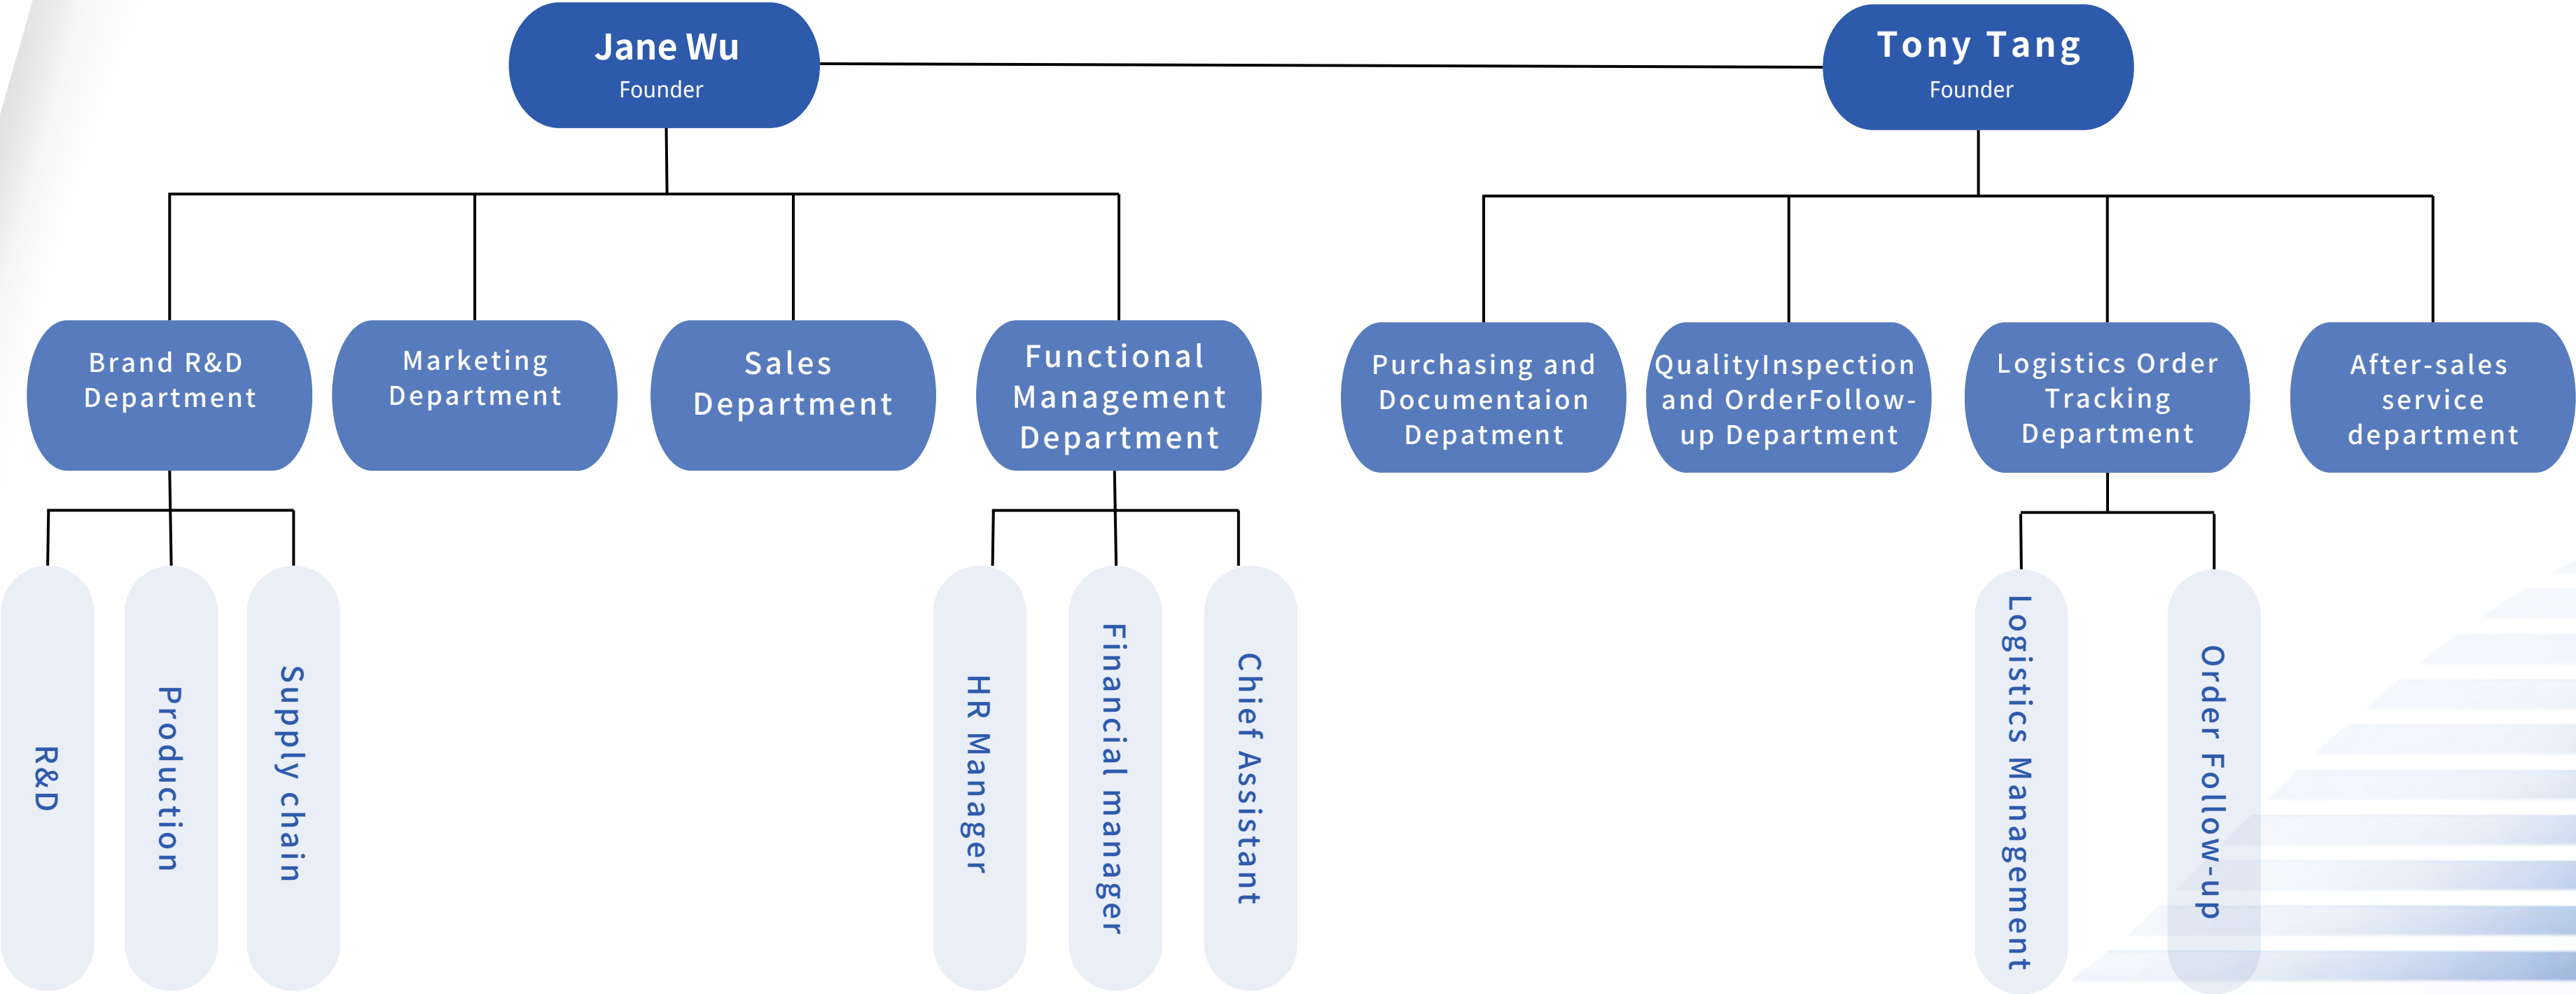 Jane Wu
Founder
Tony Tang
Founder
Brand R&D
Department
Marketing
Department
Sales
Department
Functional
Management
Department
Purchasing and
Documentaion
Depatment
QualityInspection
and OrderFollow-
up Department
Logistics Order
Tracking
Department
After-sales
service
department
R&D
Production
Supply chain
HR Manager
Financial manager
Chief Assistant
Logistics Management
Order Follow-up